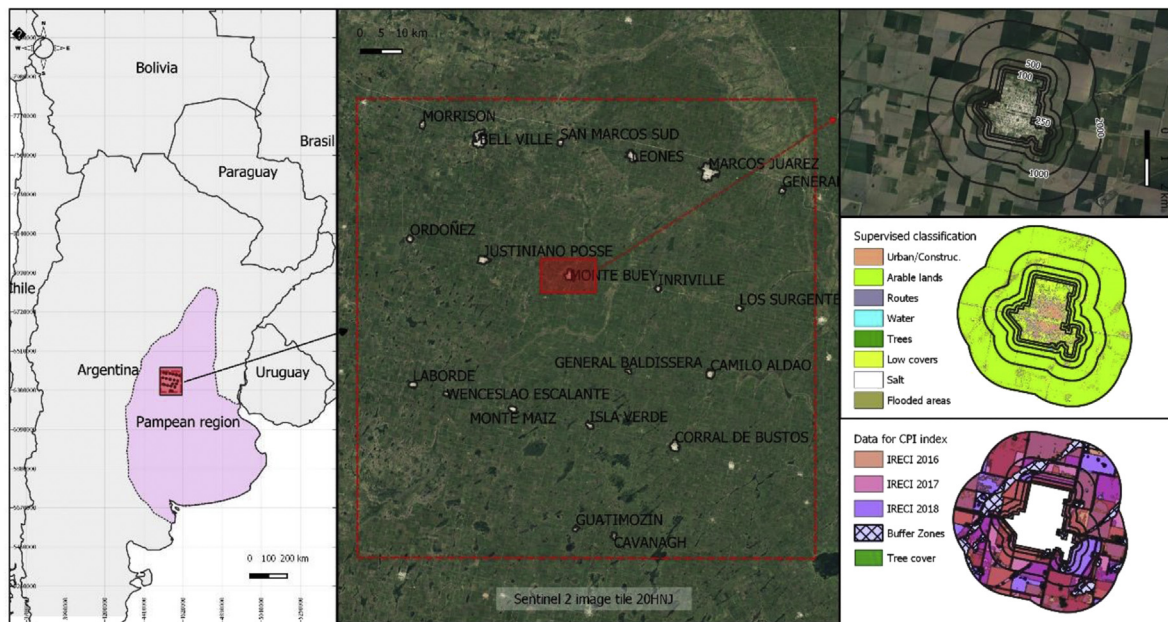 N
W
E
S
Bolivia
Brasil
Paraguay
hile
Argentina
Uruguay
Pampean region
0 100 200 km
0 5 10 km
MORRISON
BELL VILLE
SAN MARCOS SUD
LEONES
MARCOS JUAREZ
GENERAL
ORDOÑEZ
JUSTINIANO POSSE
MONTE BUEY
INRIVILLE
LOS SURGENTE
GENERAL BALDISSERA
CAMILO ALDAO
LABORDE
WENCESLAO ESCALANTE
MONTE MAIZ
ISLA VERDE
CORRAL DE BUSTOS
GUATIMOZIN
CAVANAGH
Sentinel 2 image tile 20HNJ
500
100
250
2000
1000
Supervised classification
Urban/Construc.
Arable lands
Routes
Water
Trees
Low covers
Salt
Flooded areas
Data for CPI index
IRECI 2016
IRECI 2017
IRECI 2018
Buffer Zones
Tree cover